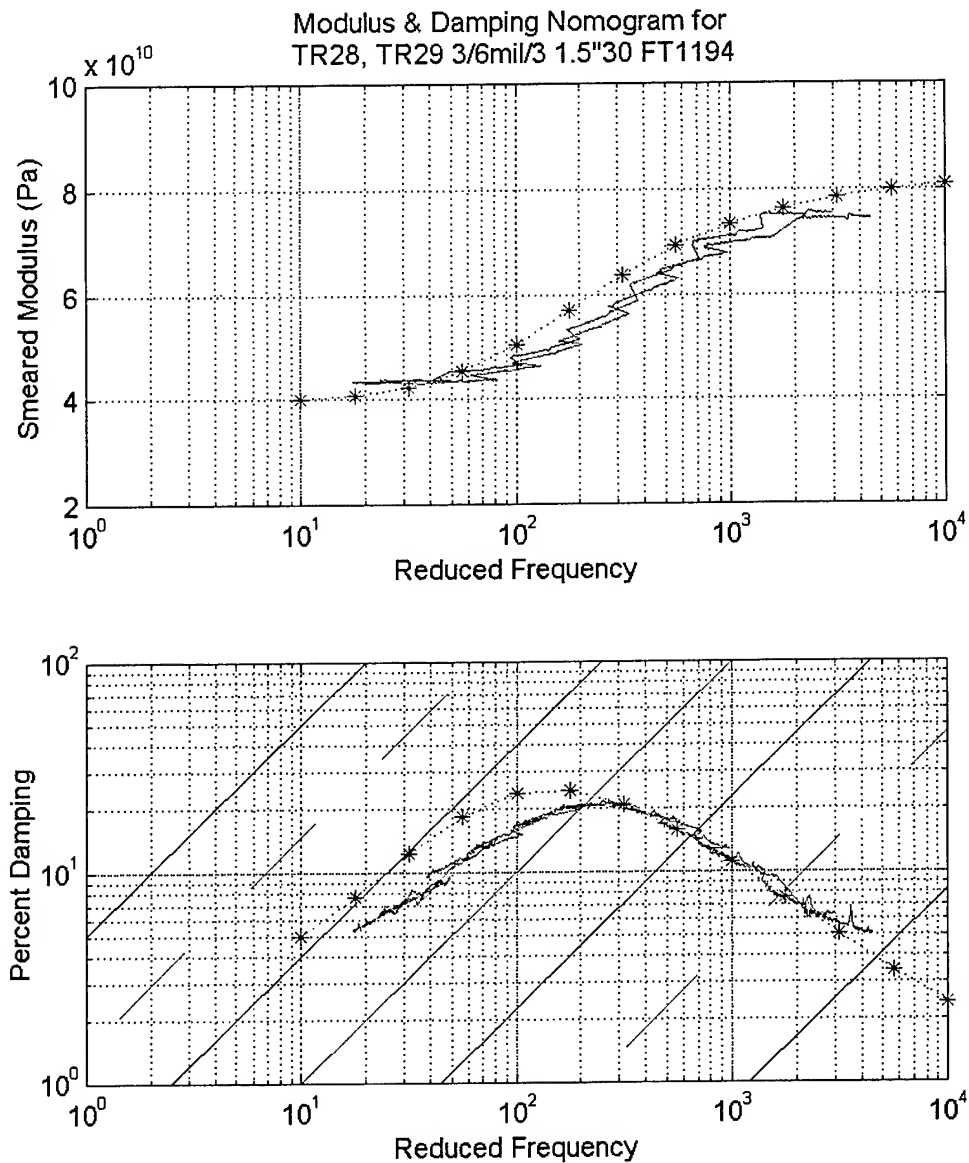 Modulus & Damping Nomogram for
TR28, TR29 3/6mil/3 1.5"30 FT1194
x 10^10
10
8
6
4
2
Smeared Modulus (Pa)
10^0 10^1 10^2 10^3 10^4
Reduced Frequency
10^2
10^1
10^0
Percent Damping
10^0 10^1 10^2 10^3 10^4
Reduced Frequency